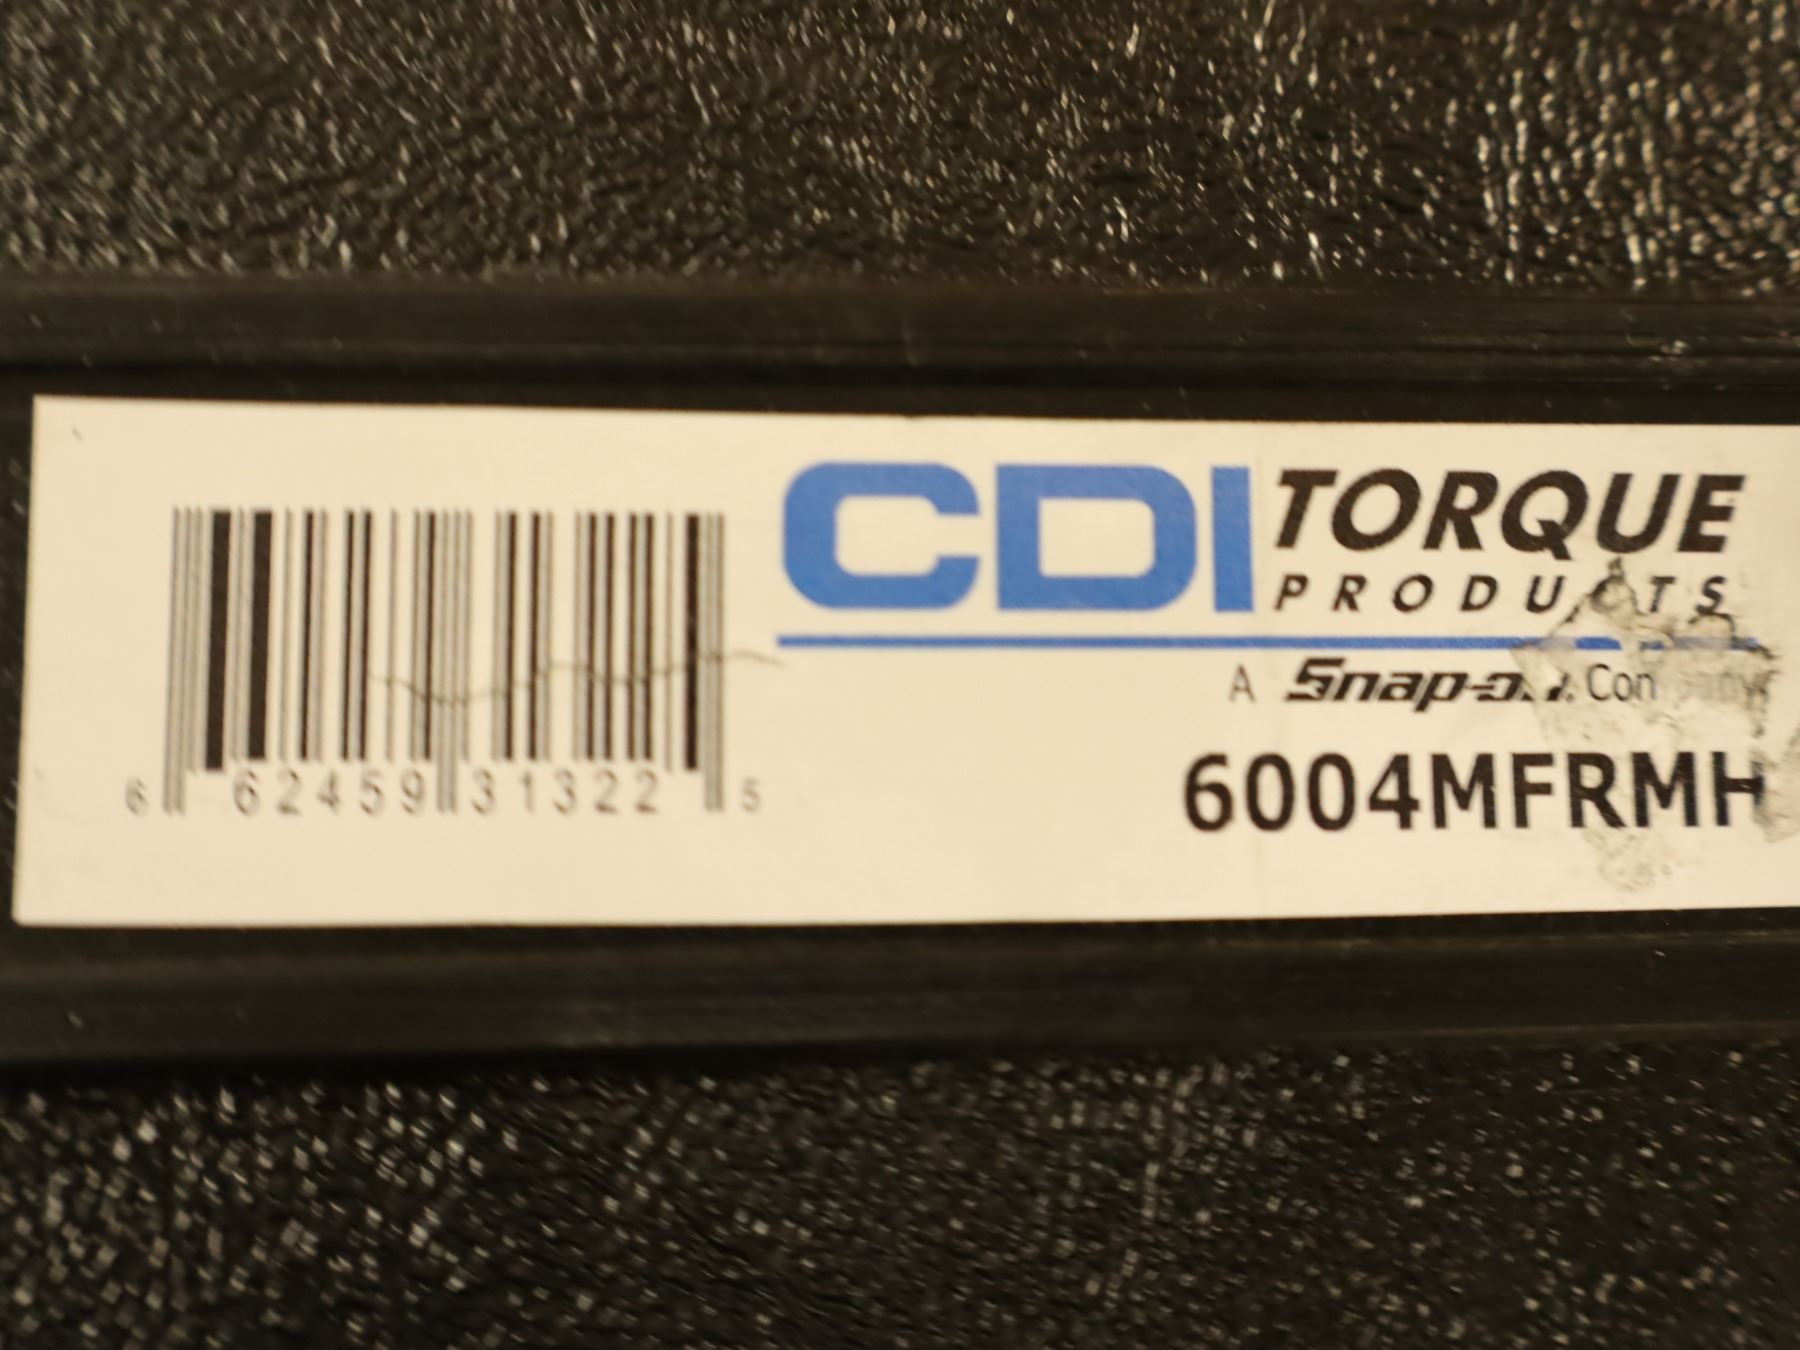 CDI TORQUE
PRODUCTS
A Snap-on Company
6004MFRMH
6 62459 31322 5